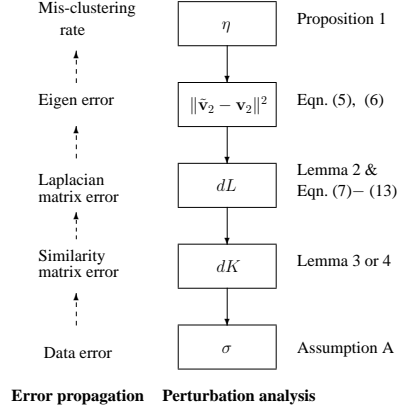 Mis-clustering
rate
η
Proposition 1
Eigen error
‖ṽ₂ − v₂‖²
Eqn. (5), (6)
Laplacian
matrix error
dL
Lemma 2 &
Eqn. (7)− (13)
Similarity
matrix error
dK
Lemma 3 or 4
Data error
σ
Assumption A
Error propagation Perturbation analysis